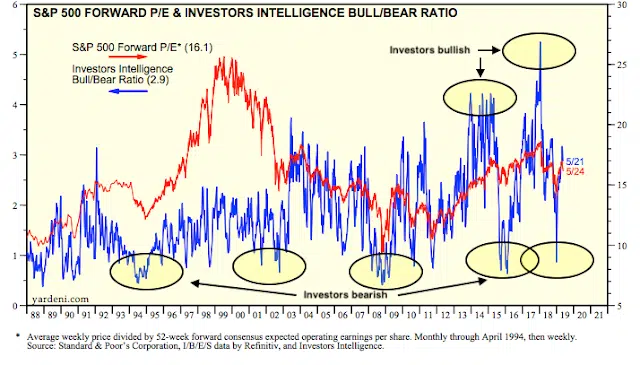 S&P 500 FORWARD P/E & INVESTORS INTELLIGENCE BULL/BEAR RATIO
6
30
S&P 500 Forward P/E* (16.1)
Investors Intelligence
Bull/Bear Ratio (2.9)
Investors bullish
5
25
4
20
3
5/21
5/24
15
2
1
10
Investors bearish
yardeni.com
0
5
88 89 90 91 92 93 94 95 96 97 98 99 00 01 02 03 04 05 06 07 08 09 10 11 12 13 14 15 16 17 18 19 20 21
* Average weekly price divided by 52-week forward consensus expected operating earnings per share. Monthly through April 1994, then weekly.
Source: Standard & Poor's Corporation, I/B/E/S data by Refinitiv, and Investors Intelligence.